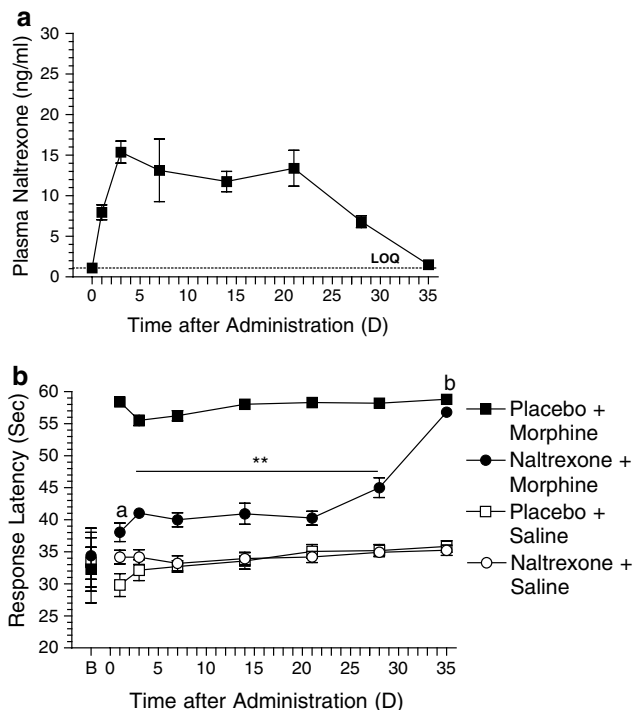 a
Plasma Naltrexone (ng/ml)
30
25
20
15
10
5
0
LOQ
0 5 10 15 20 25 30 35
Time after Administration (D)
b
Response Latency (Sec)
60
55
50
45
40
35
30
25
20
b
**
a
B 0 5 10 15 20 25 30 35
Time after Administration (D)
Placebo +
Morphine
Naltrexone +
Morphine
Placebo +
Saline
Naltrexone +
Saline